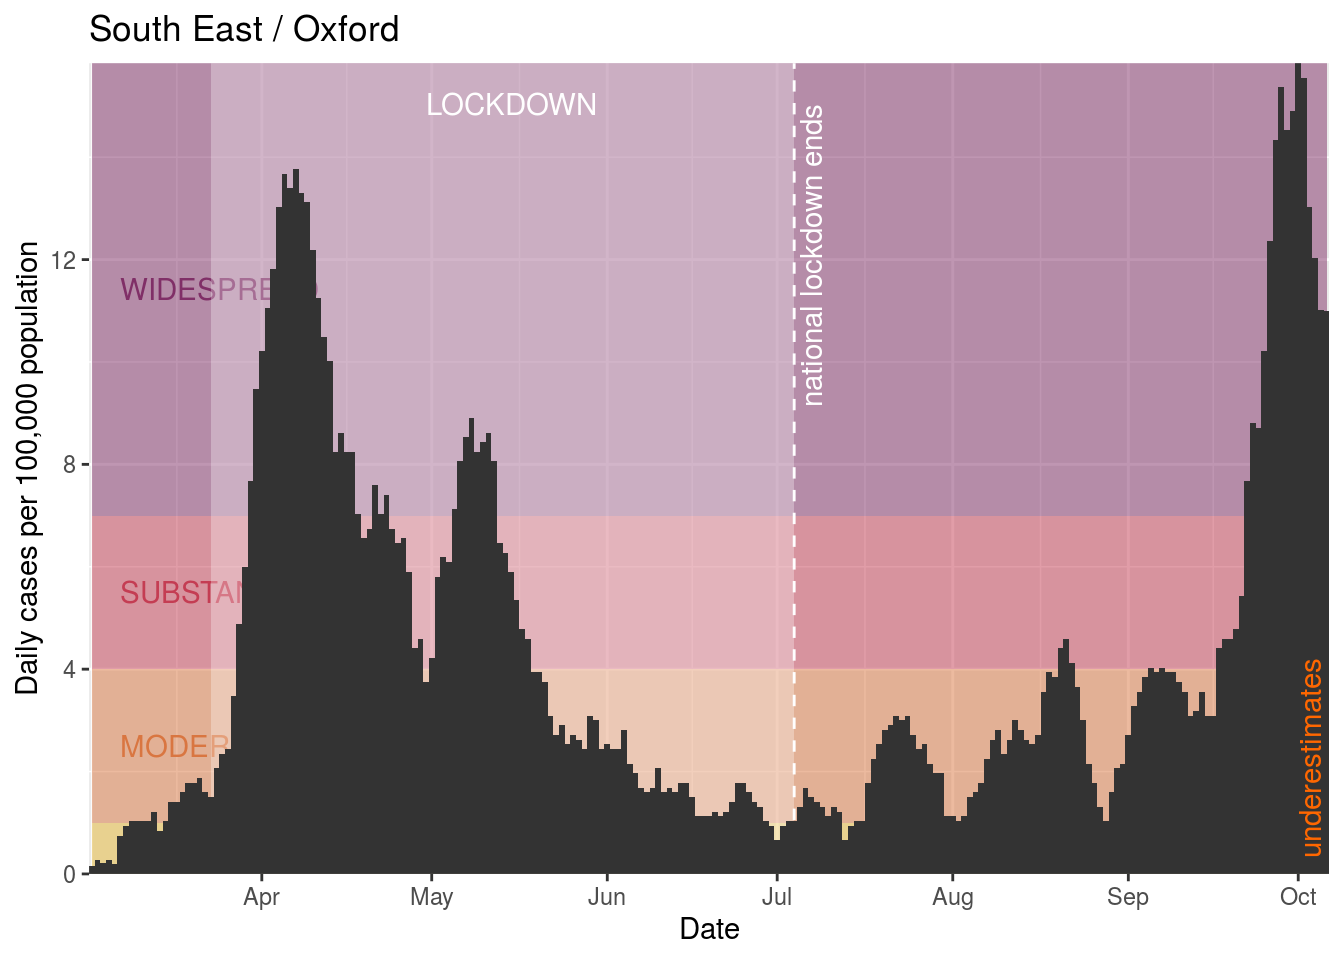 South East / Oxford
LOCKDOWN
national lockdown ends
12
WIDESPRE
8
SUBSTAN
4
MODER
0
underestimates
Daily cases per 100,000 population
Apr
May
Jun
Jul
Aug
Sep
Oct
Date